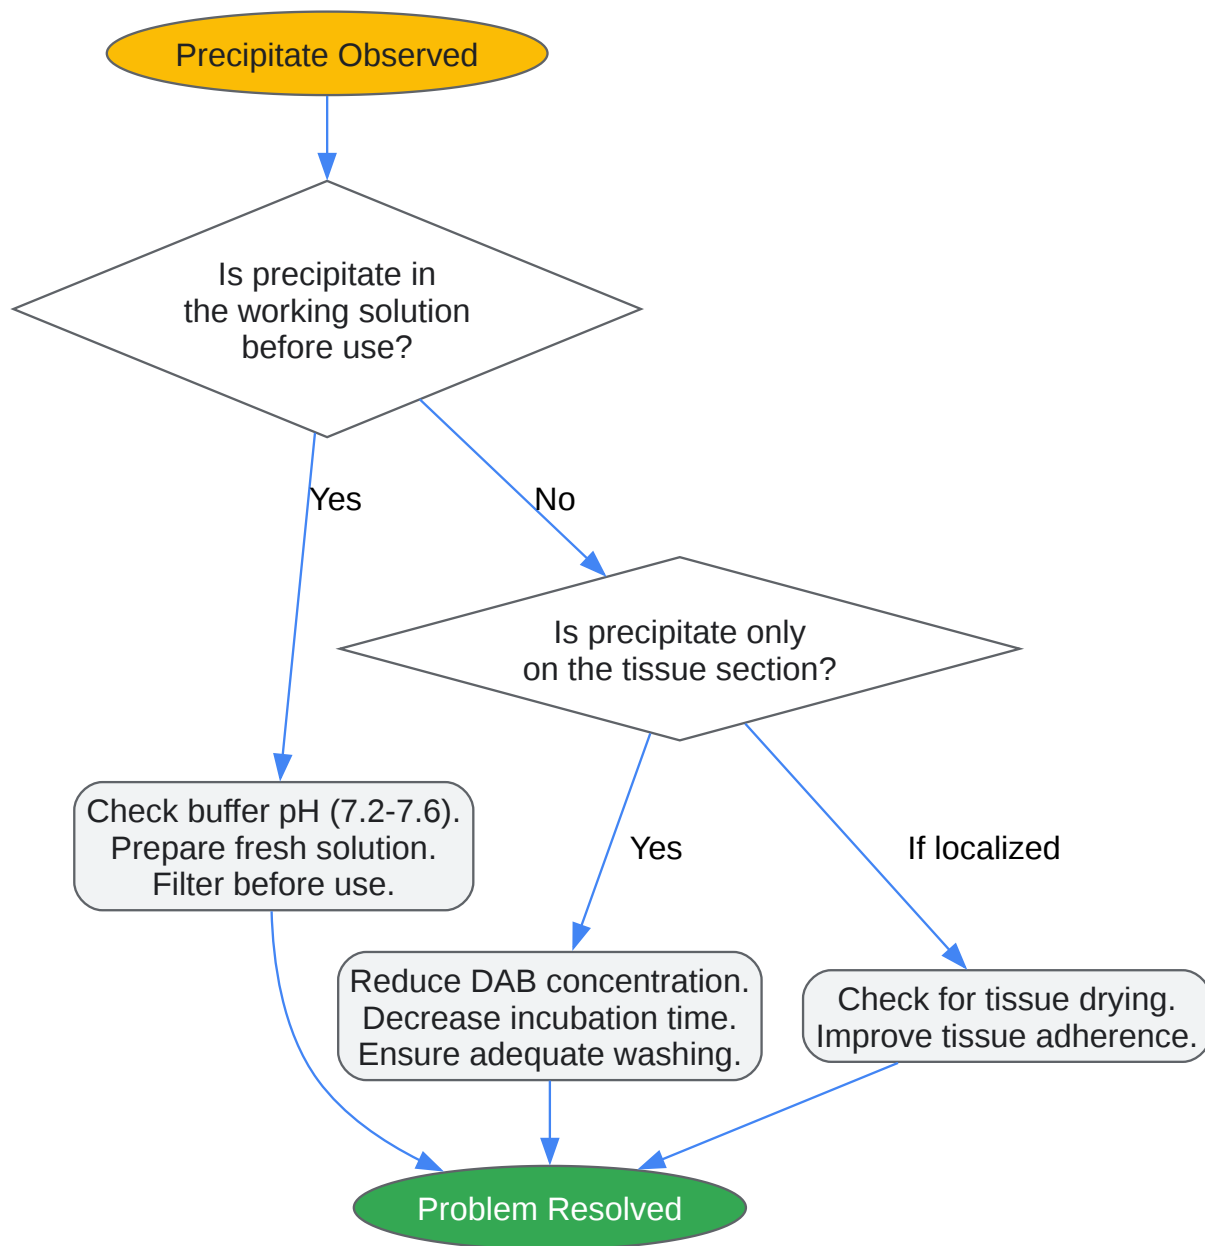 Precipitate Observed
Is precipitate in
the working solution
before use?
Yes
No
Is precipitate only
on the tissue section?
Check buffer pH (7.2-7.6).
Prepare fresh solution.
Filter before use.
Yes
If localized
Reduce DAB concentration.
Decrease incubation time.
Ensure adequate washing.
Check for tissue drying.
Improve tissue adherence.
Problem Resolved